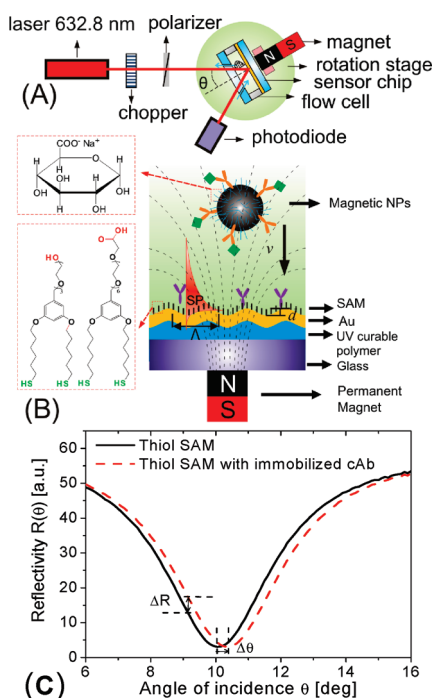 laser 632.8 nm
polarizer
magnet
rotation stage
sensor chip
flow cell
N S
θ
chopper
photodiode
(A)
COO⁻ Na⁺
H
O
H
H
OH
H
OH
OH
H
OH
Magnetic NPs
v
O
OH
HO
O
O
O
6
O
O
O
O
HS
HS
HS
HS
SP
Λ
d
SAM
Au
UV curable
polymer
Glass
N
S
Permanent
Magnet
(B)
Thiol SAM
Thiol SAM with immobilized cAb
Reflectivity R(θ) [a.u.]
60
50
40
30
20
10
0
ΔR
Δθ
6 8 10 12 14 16
Angle of incidence θ [deg]
(C)